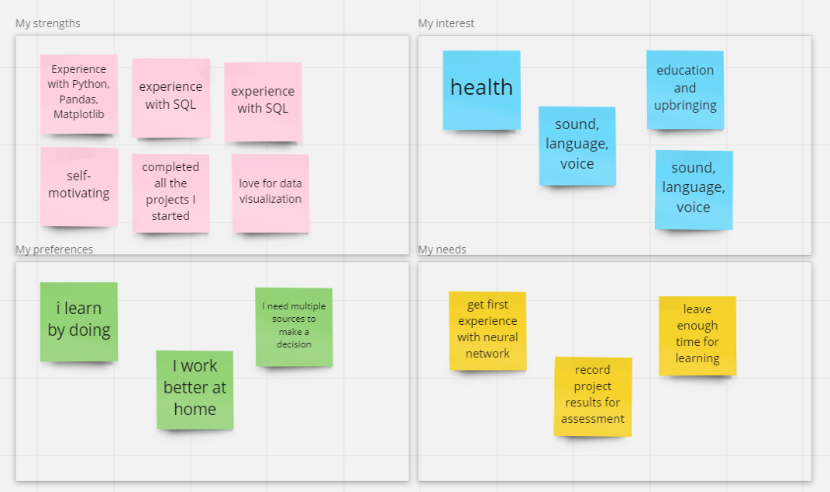 My strengths
Experience
with Python,
Pandas,
Matplotlib
experience
with SQL
experience
with SQL
self-
motivating
completed
all the
projects I
started
love for data
visualization
My interest
health
sound,
language,
voice
education
and
upbringing
sound,
language,
voice
My preferences
i learn
by doing
I work
better at
home
I need multiple
sources to
make a
decision
My needs
get first
experience
with neural
network
record
project
results for
assessment
leave
enough
time for
learning